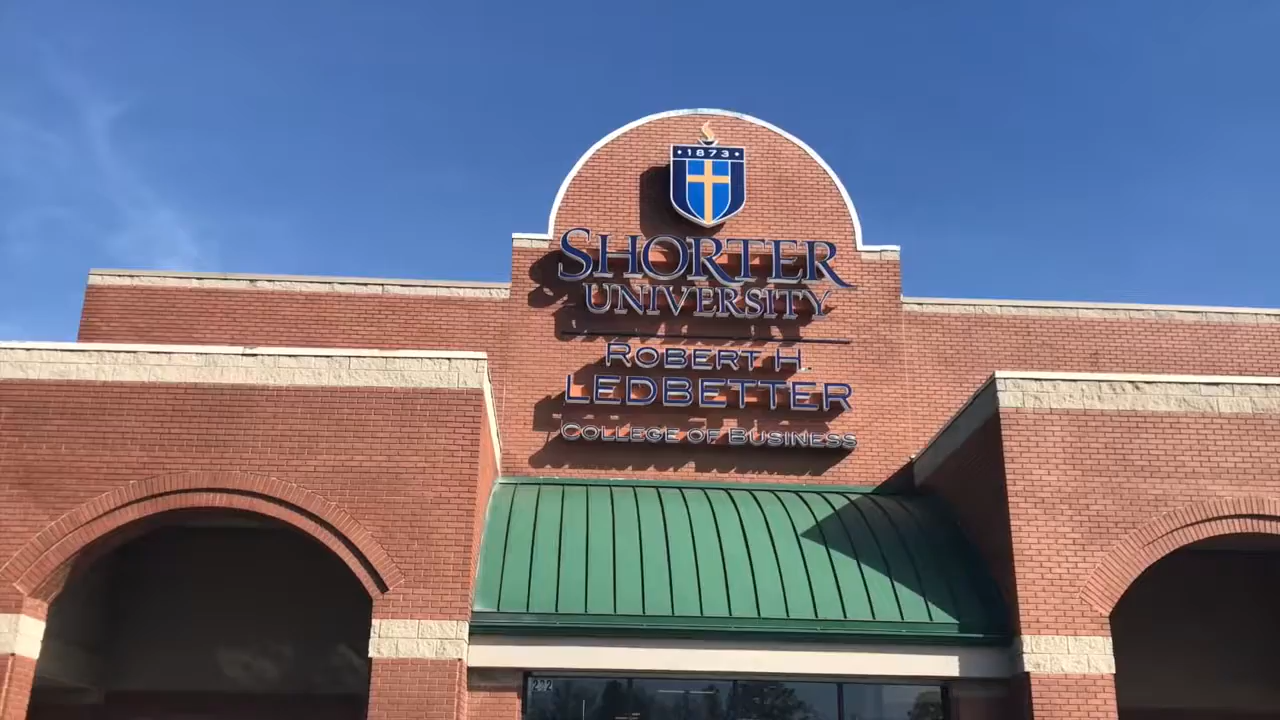 • 1873 •
SHORTER
UNIVERSITY
ROBERT H.
LEDBETTER
COLLEGE OF BUSINESS